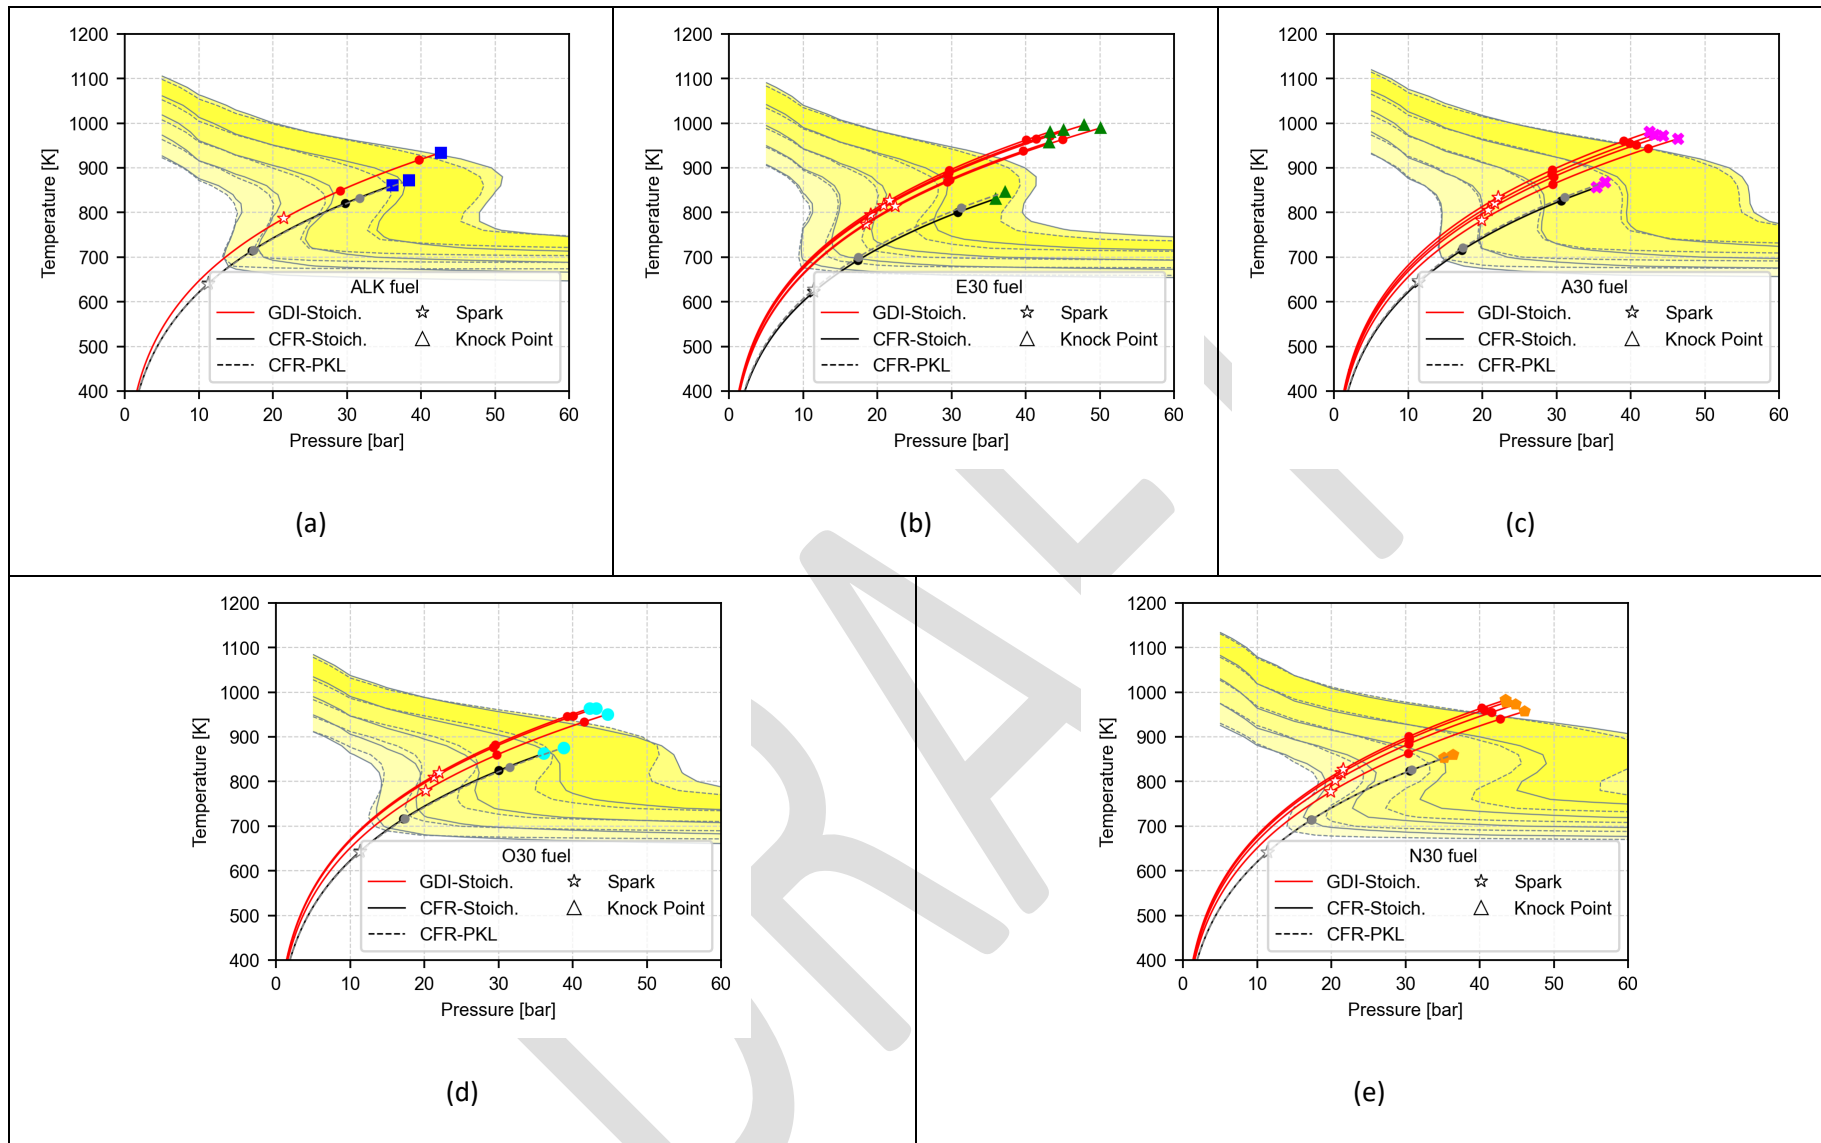 1200
1100
1000
900
800
700
600
500
400
Temperature [K]
ALK fuel
GDI-Stoich.
Spark
CFR-Stoich.
Knock Point
CFR-PKL
0 10 20 30 40 50 60
Pressure [bar]
(a)
1200
1100
1000
900
800
700
600
500
400
Temperature [K]
E30 fuel
GDI-Stoich.
Spark
CFR-Stoich.
Knock Point
CFR-PKL
0 10 20 30 40 50 60
Pressure [bar]
(b)
1200
1100
1000
900
800
700
600
500
400
Temperature [K]
A30 fuel
GDI-Stoich.
Spark
CFR-Stoich.
Knock Point
CFR-PKL
0 10 20 30 40 50 60
Pressure [bar]
(c)
1200
1100
1000
900
800
700
600
500
400
Temperature [K]
O30 fuel
GDI-Stoich.
Spark
CFR-Stoich.
Knock Point
CFR-PKL
0 10 20 30 40 50 60
Pressure [bar]
(d)
1200
1100
1000
900
800
700
600
500
400
Temperature [K]
N30 fuel
GDI-Stoich.
Spark
CFR-Stoich.
Knock Point
CFR-PKL
0 10 20 30 40 50 60
Pressure [bar]
(e)